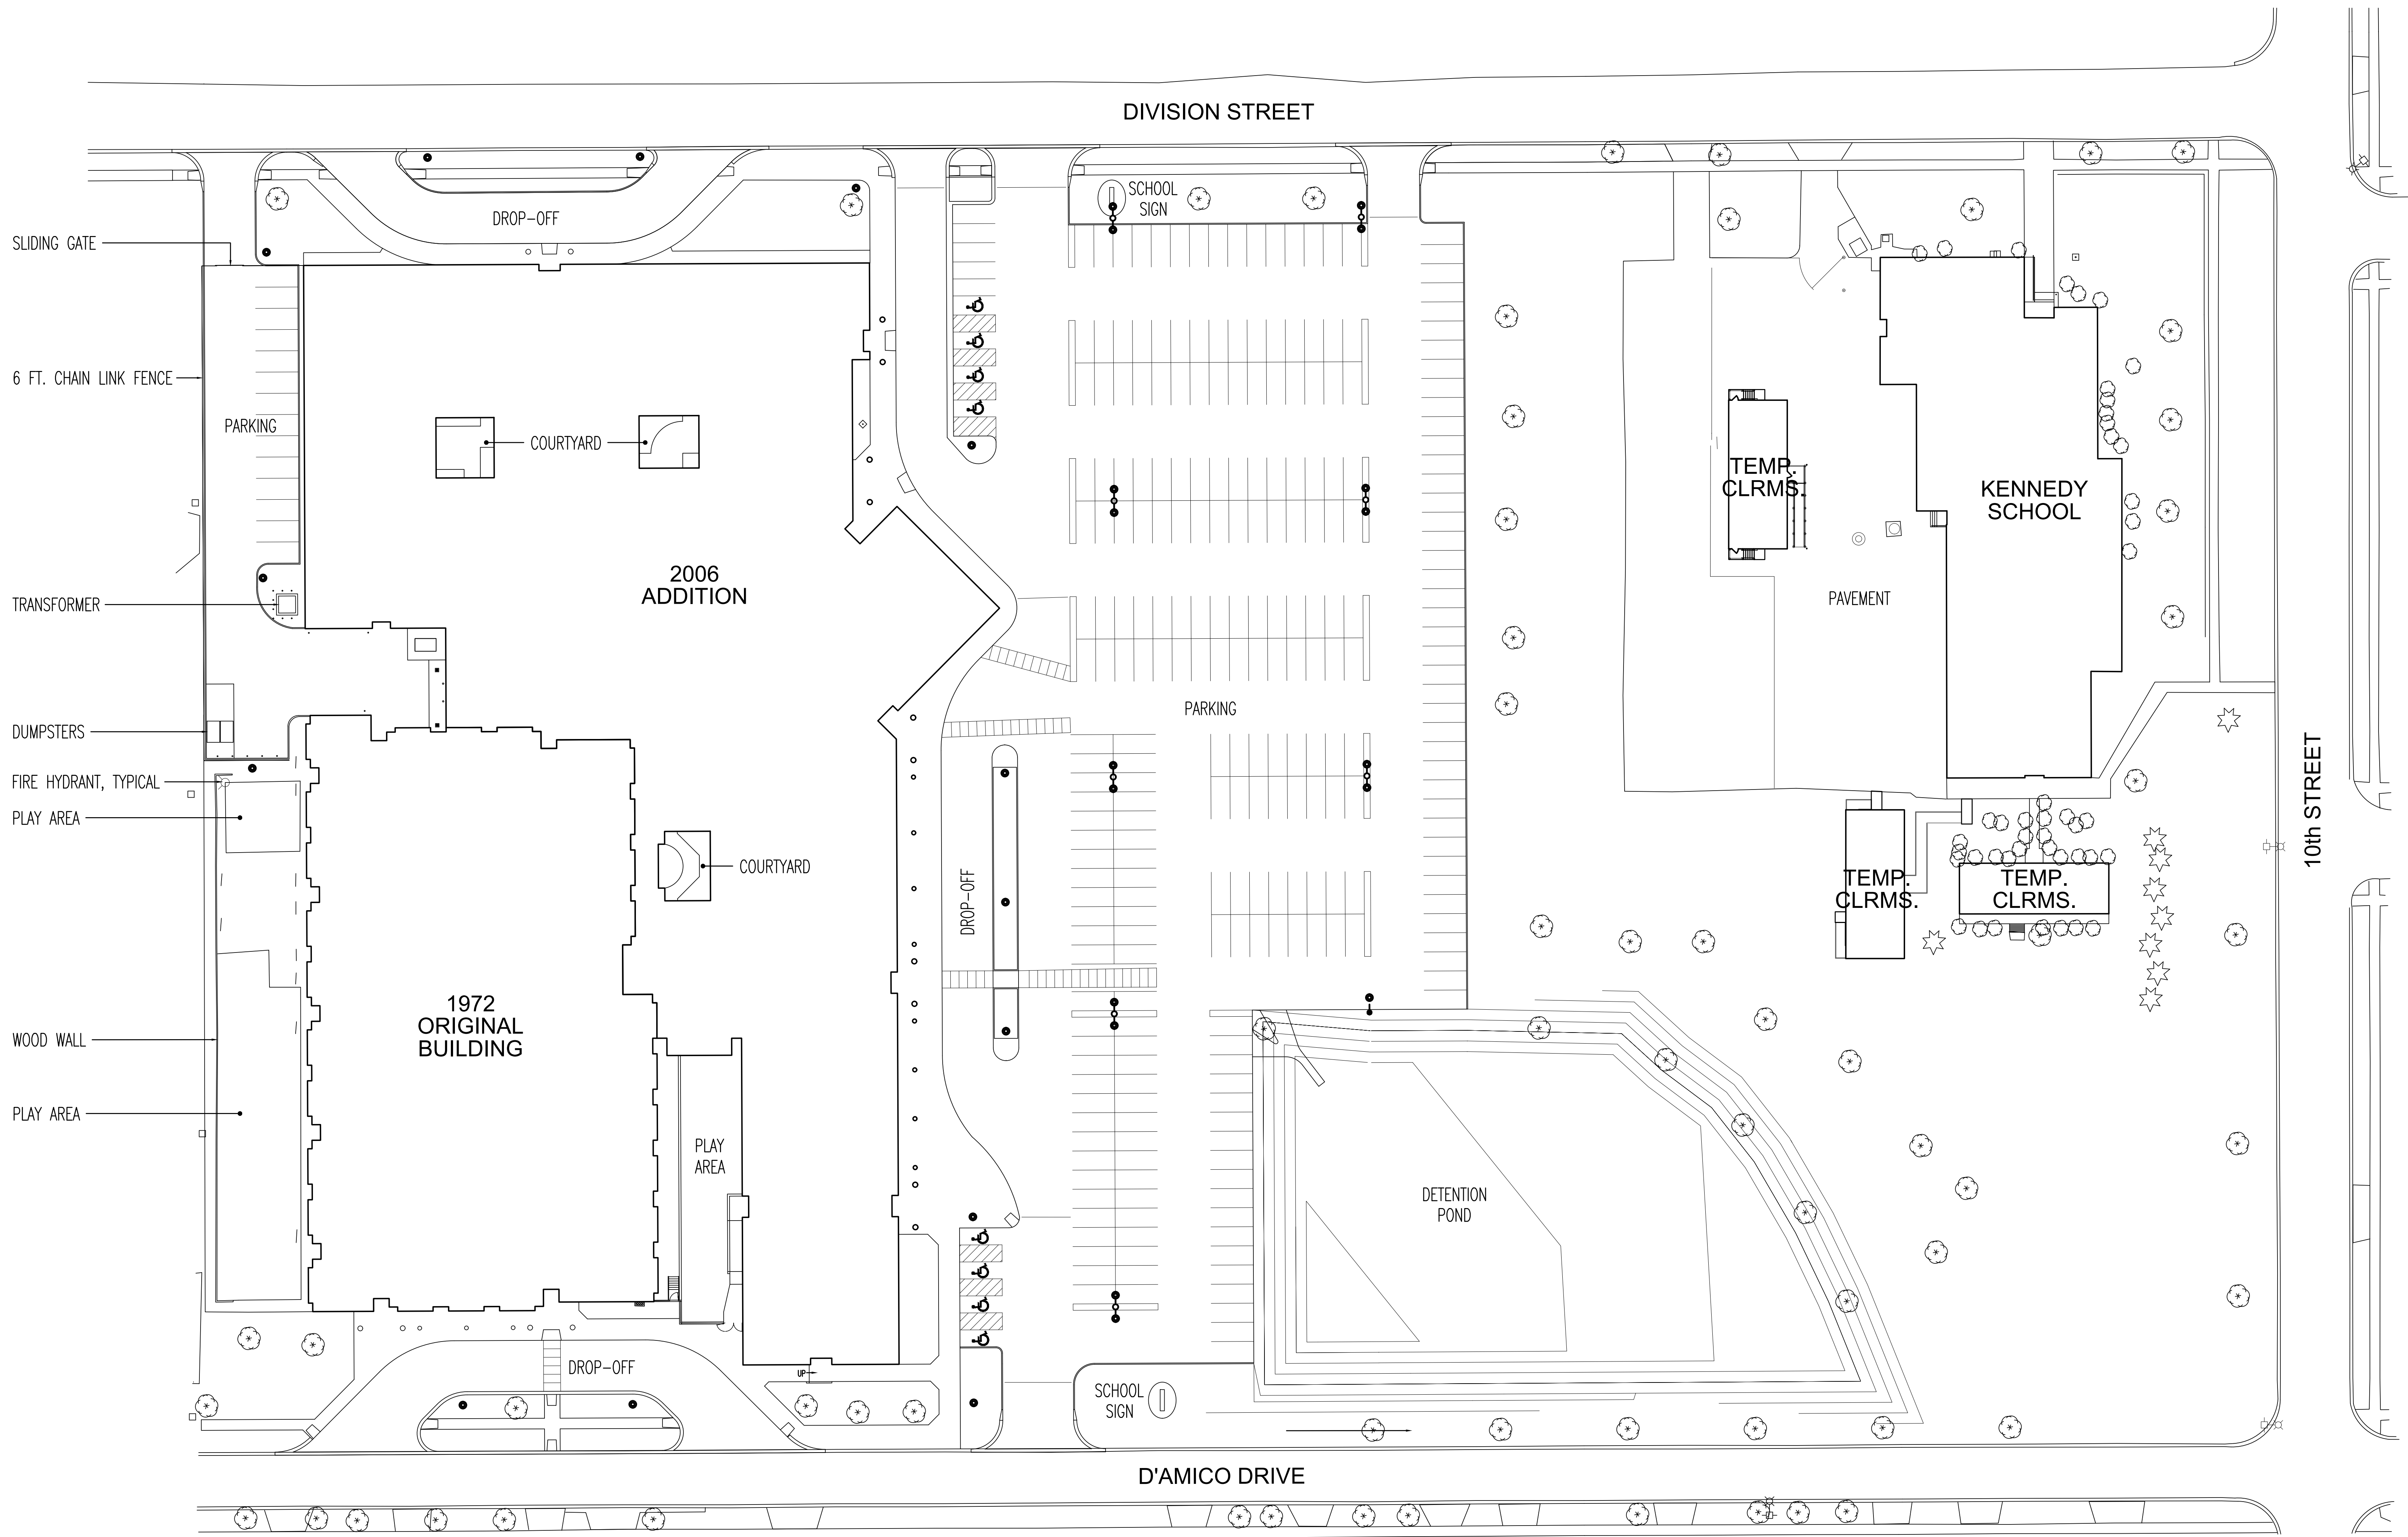 DIVISION STREET
SCHOOL
SIGN
DROP-OFF
SLIDING GATE
6 FT. CHAIN LINK FENCE
PARKING
COURTYARD
TEMP.
CLRMS.
KENNEDY
SCHOOL
2006
ADDITION
TRANSFORMER
PAVEMENT
PARKING
DUMPSTERS
FIRE HYDRANT, TYPICAL
PLAY AREA
10th STREET
COURTYARD
DROP-OFF
TEMP.
CLRMS.
TEMP.
CLRMS.
1972
ORIGINAL
BUILDING
WOOD WALL
PLAY AREA
PLAY
AREA
DETENTION
POND
DROP-OFF
UP
SCHOOL
SIGN
D'AMICO DRIVE